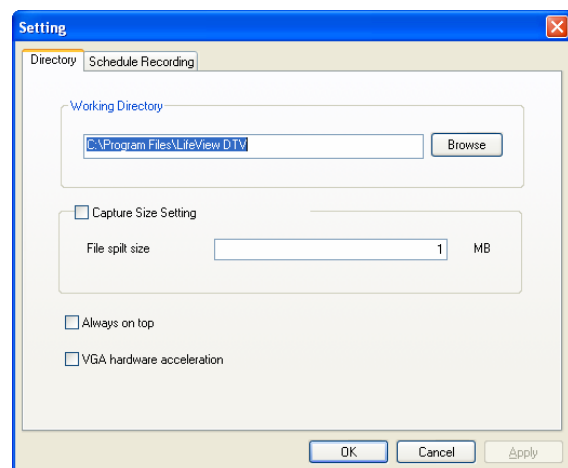 Setting
Directory Schedule Recording
Working Directory
C:\Program Files\LifeView DTV Browse
Capture Size Setting
File spilt size 1 MB
Always on top
VGA hardware acceleration
OK Cancel Apply